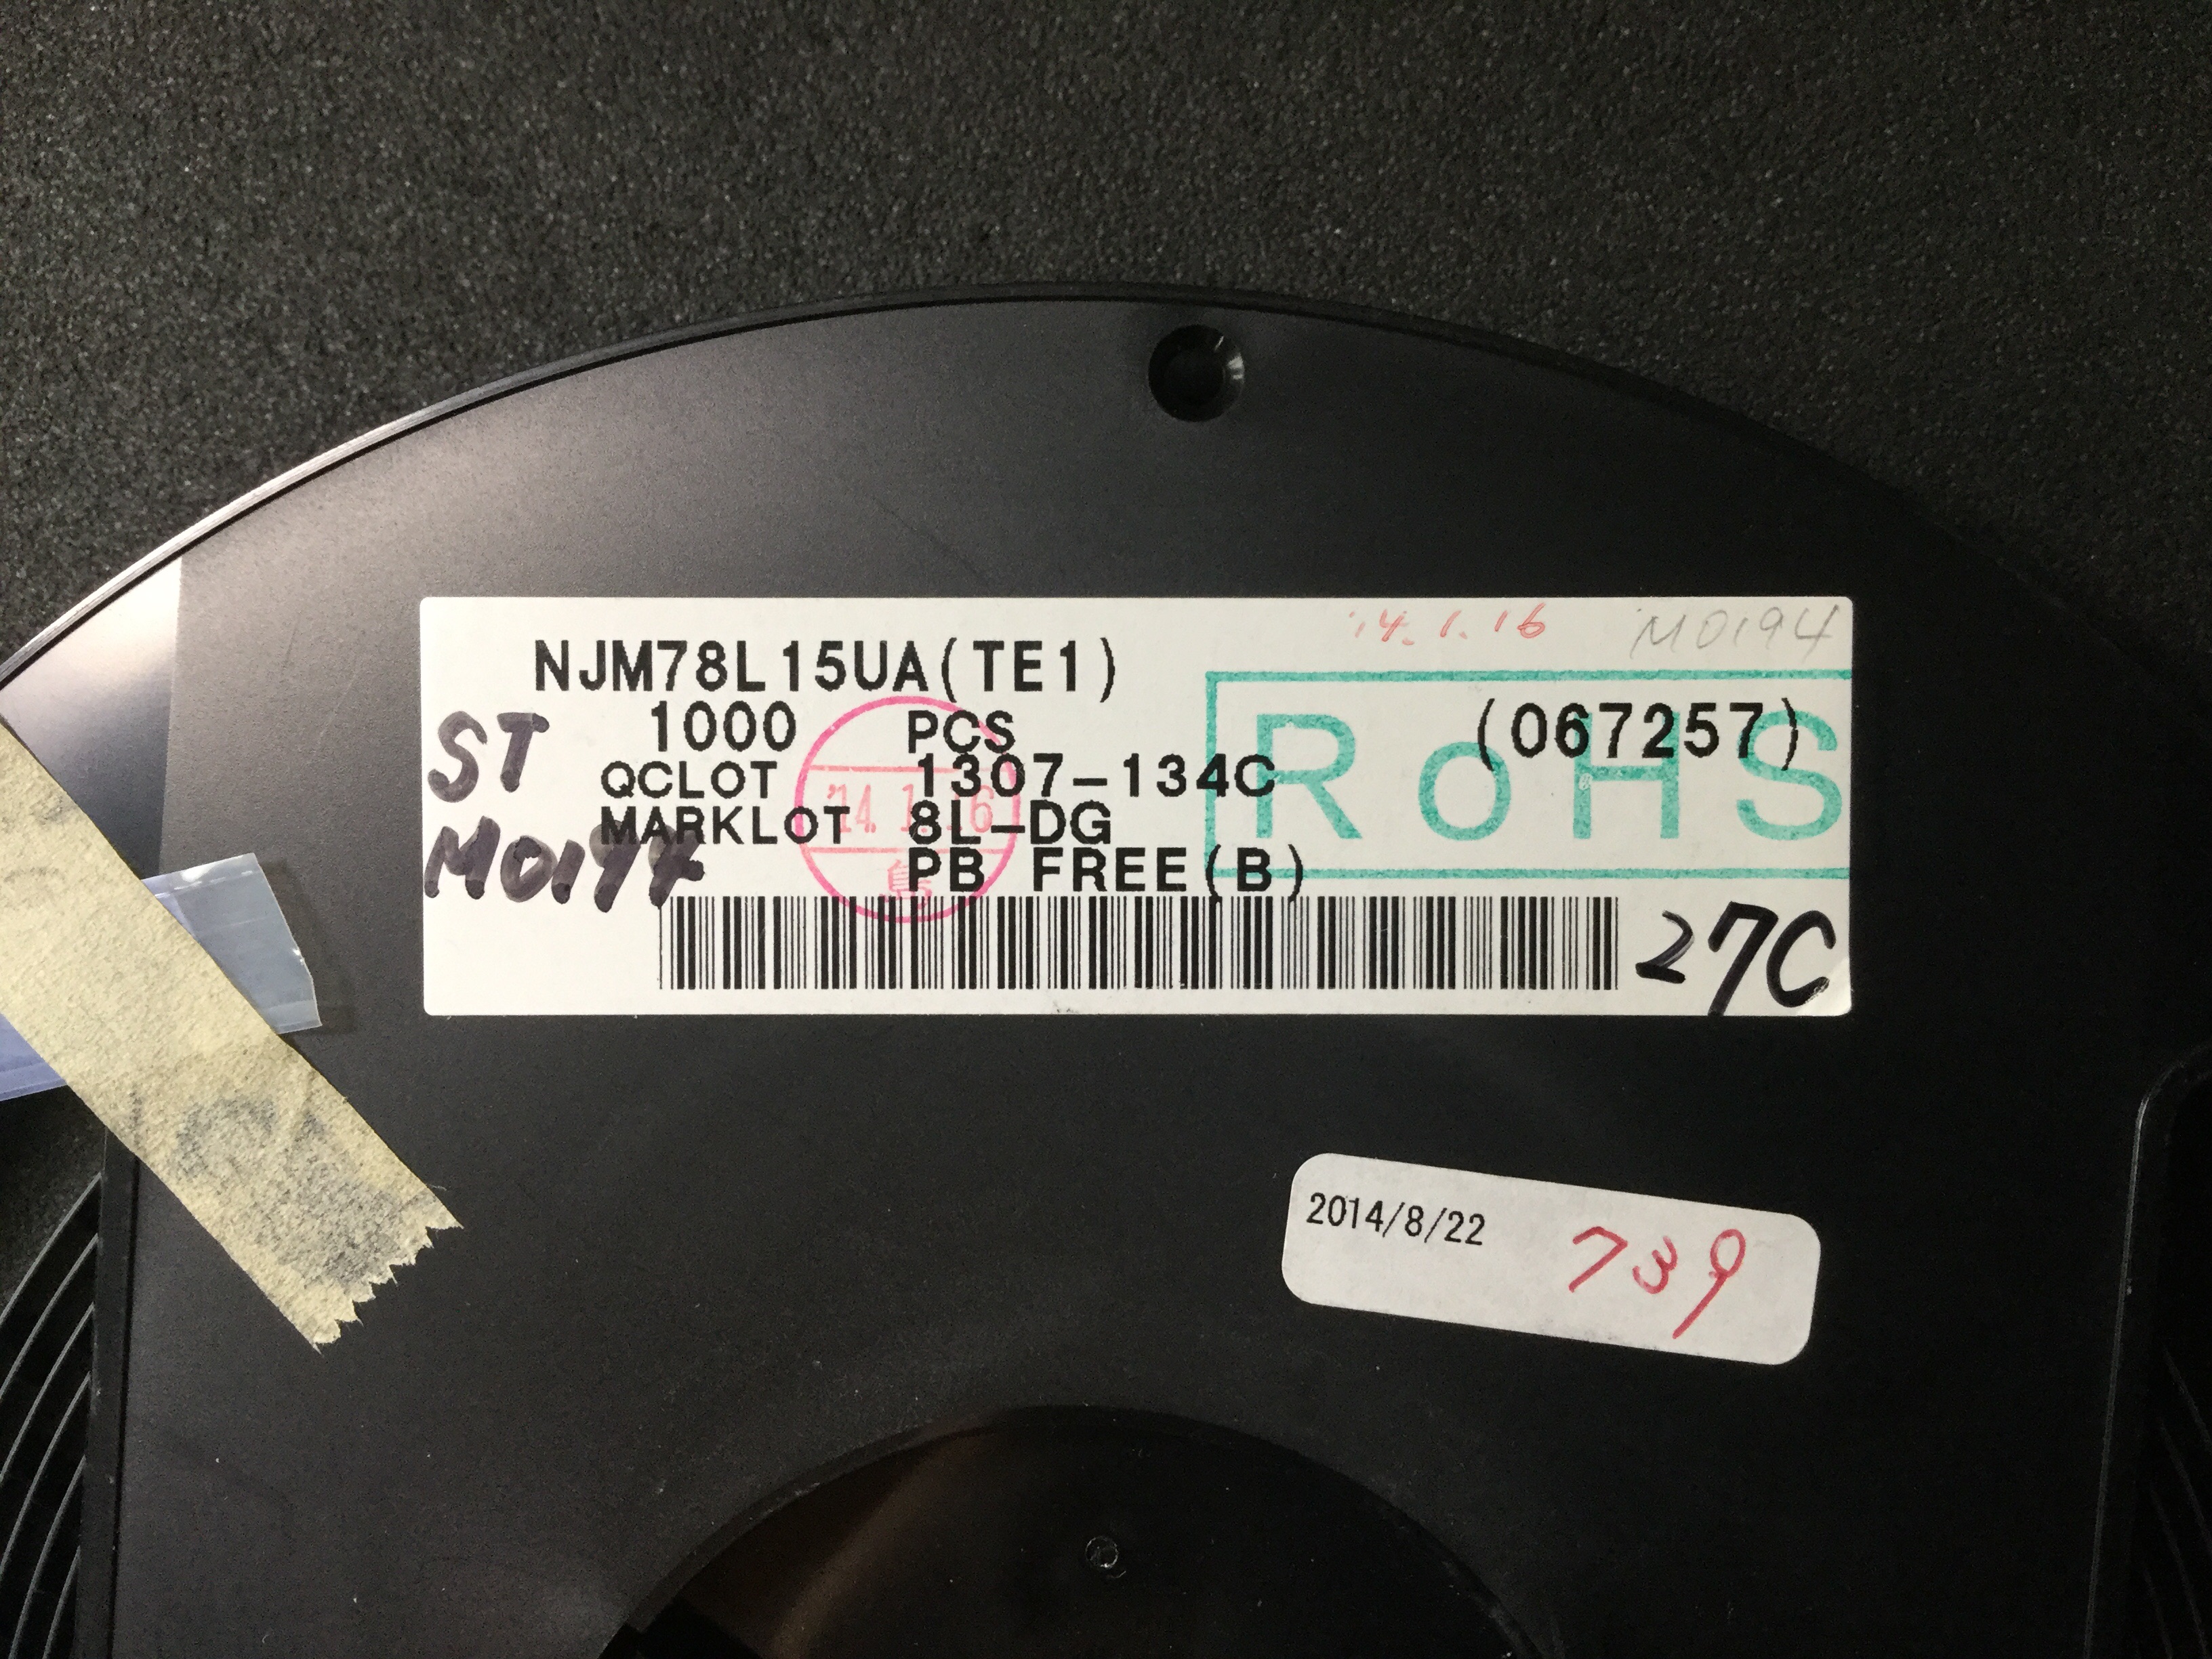 '14.1.16 M0194
NJM78L15UA(TE1)
ST 1000 PCS (067257)
RoHS
QCLOT 1307-134C
'14.1.16
MARKLOT 8L-DG
M0194 PB FREE(B)
島
27C
2014/8/22 739